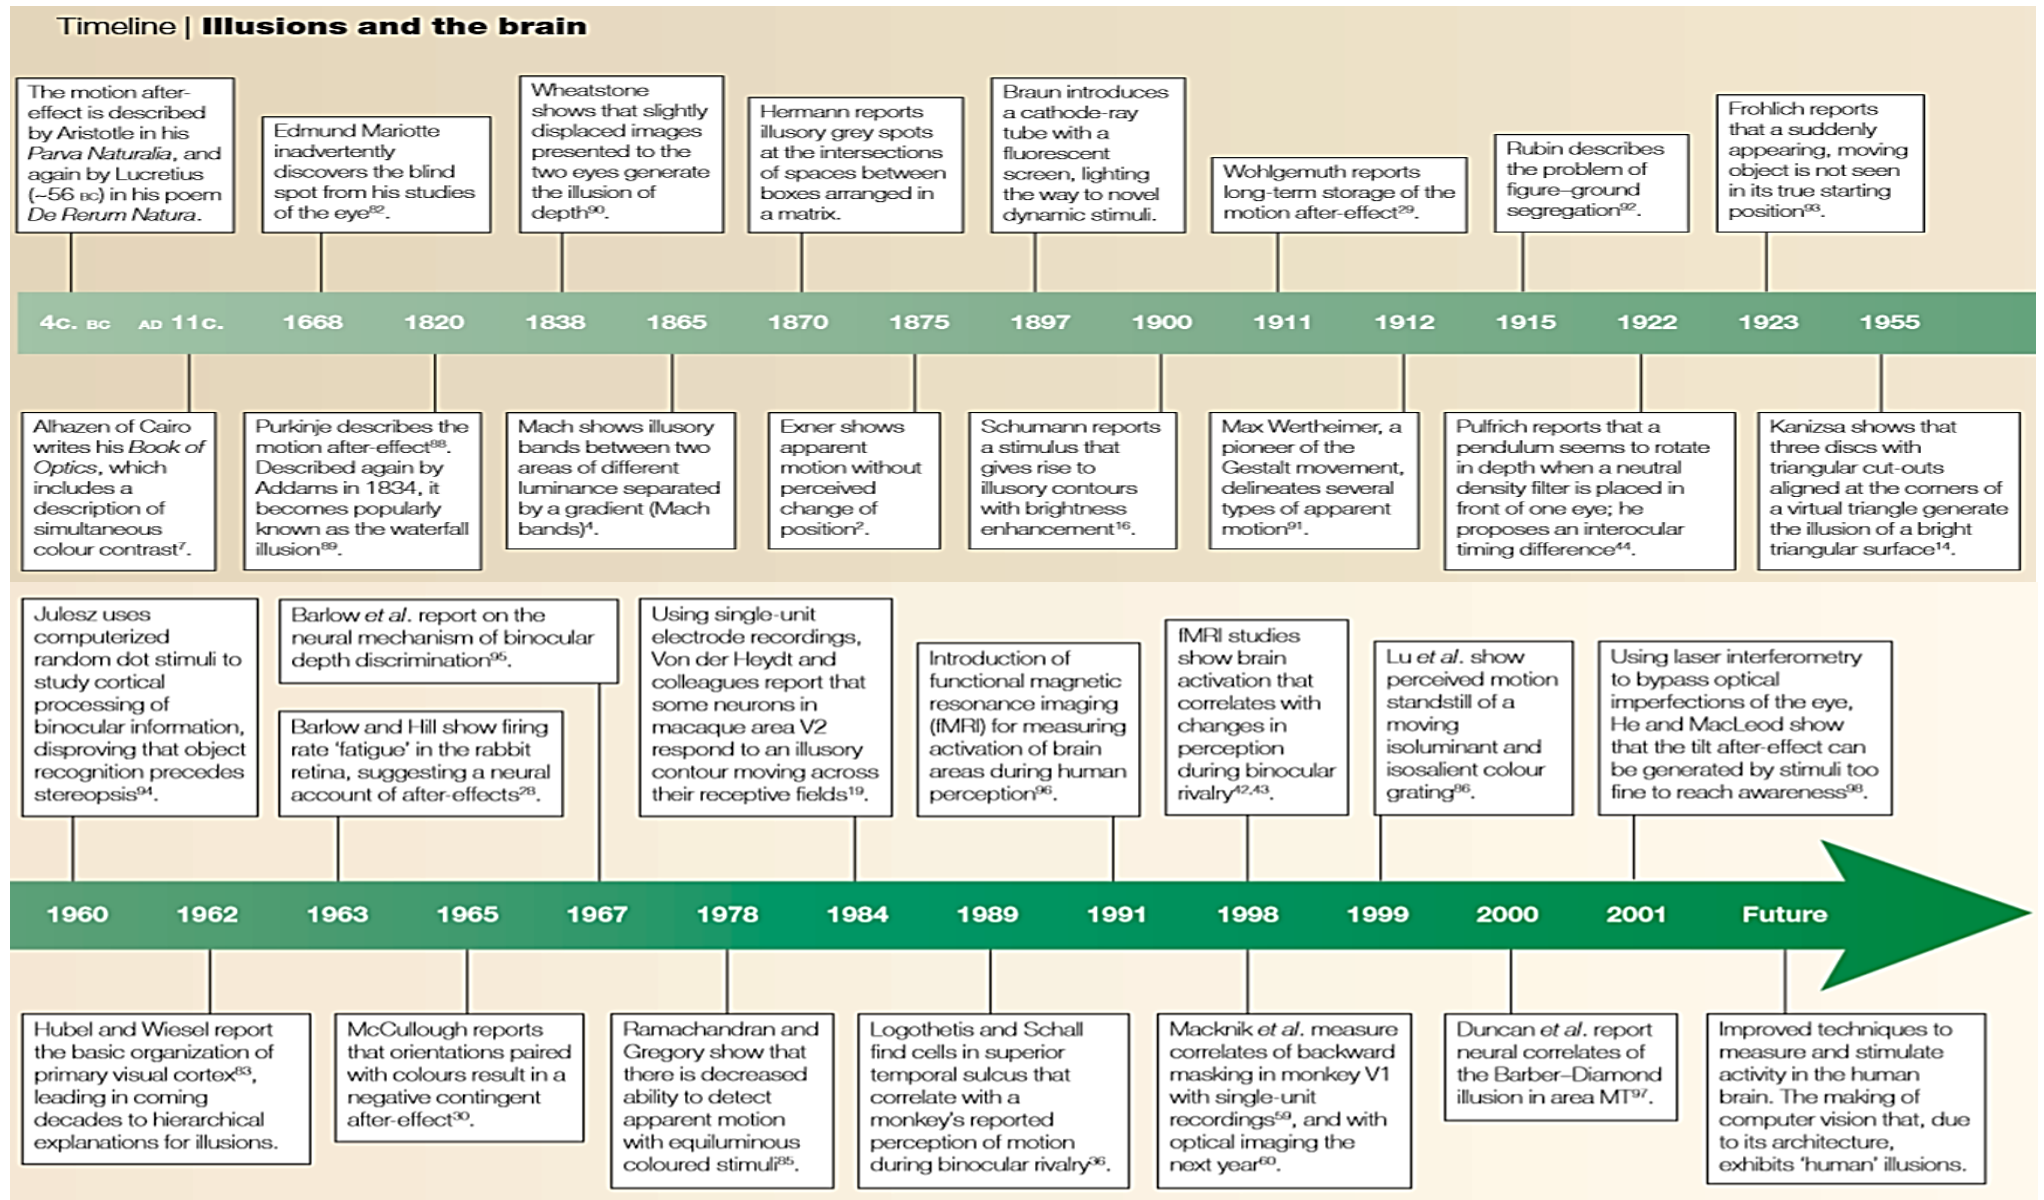 Timeline | Illusions and the brain
The motion after-
effect is described
by Aristotle in his
Parva Naturalia, and
again by Lucretius
(~56 BC) in his poem
De Rerum Natura.
Edmund Mariotte
inadvertently
discovers the blind
spot from his studies
of the eye82.
Wheatstone
shows that slightly
displaced images
presented to the
two eyes generate
the illusion of
depth90.
Hermann reports
illusory grey spots
at the intersections
of spaces between
boxes arranged in
a matrix.
Braun introduces
a cathode-ray
tube with a
fluorescent
screen, lighting
the way to novel
dynamic stimuli.
Wohlgemuth reports
long-term storage of the
motion after-effect29.
Rubin describes
the problem of
figure–ground
segregation92.
Frohlich reports
that a suddenly
appearing, moving
object is not seen
in its true starting
position93.
4c. BC AD 11c. 1668 1820 1838 1865 1870 1875 1897 1900 1911 1912 1915 1922 1923 1955
Alhazen of Cairo
writes his Book of
Optics, which
includes a
description of
simultaneous
colour contrast7.
Purkinje describes the
motion after-effect88.
Described again by
Addams in 1834, it
becomes popularly
known as the waterfall
illusion89.
Mach shows illusory
bands between two
areas of different
luminance separated
by a gradient (Mach
bands)4.
Exner shows
apparent
motion without
perceived
change of
position2.
Schumann reports
a stimulus that
gives rise to
illusory contours
with brightness
enhancement16.
Max Wertheimer, a
pioneer of the
Gestalt movement,
delineates several
types of apparent
motion91.
Pulfrich reports that a
pendulum seems to rotate
in depth when a neutral
density filter is placed in
front of one eye; he
proposes an interocular
timing difference44.
Kanizsa shows that
three discs with
triangular cut-outs
aligned at the corners of
a virtual triangle generate
the illusion of a bright
triangular surface14.
Julesz uses
computerized
random dot stimuli to
study cortical
processing of
binocular information,
disproving that object
recognition precedes
stereopsis94.
Barlow et al. report on the
neural mechanism of binocular
depth discrimination95.
Barlow and Hill show firing
rate ‘fatigue’ in the rabbit
retina, suggesting a neural
account of after-effects28.
Using single-unit
electrode recordings,
Von der Heydt and
colleagues report that
some neurons in
macaque area V2
respond to an illusory
contour moving across
their receptive fields19.
Introduction of
functional magnetic
resonance imaging
(fMRI) for measuring
activation of brain
areas during human
perception96.
fMRI studies
show brain
activation that
correlates with
changes in
perception
during binocular
rivalry42,43.
Lu et al. show
perceived motion
standstill of a
moving
isoluminant and
isosalient colour
grating86.
Using laser interferometry
to bypass optical
imperfections of the eye,
He and MacLeod show
that the tilt after-effect can
be generated by stimuli too
fine to reach awareness98.
1960 1962 1963 1965 1967 1978 1984 1989 1991 1998 1999 2000 2001 Future
Hubel and Wiesel report
the basic organization of
primary visual cortex83,
leading in coming
decades to hierarchical
explanations for illusions.
McCullough reports
that orientations paired
with colours result in a
negative contingent
after-effect30.
Ramachandran and
Gregory show that
there is decreased
ability to detect
apparent motion
with equiluminous
coloured stimuli85.
Logothetis and Schall
find cells in superior
temporal sulcus that
correlate with a
monkey's reported
perception of motion
during binocular rivalry36.
Macknik et al. measure
correlates of backward
masking in monkey V1
with single-unit
recordings59, and with
optical imaging the
next year60.
Duncan et al. report
neural correlates of
the Barber–Diamond
illusion in area MT97.
Improved techniques to
measure and stimulate
activity in the human
brain. The making of
computer vision that, due
to its architecture,
exhibits ‘human’ illusions.